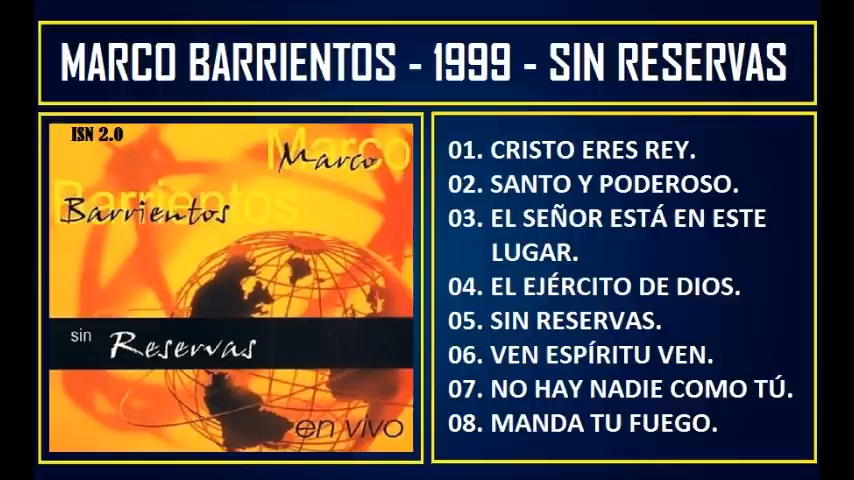 MARCO BARRIENTOS - 1999 - SIN RESERVAS
ISN 2.0
Marco
Marco
Barrientos
Barrientos
sin Reservas
en vivo
01. CRISTO ERES REY.
02. SANTO Y PODEROSO.
03. EL SEÑOR ESTÁ EN ESTE
LUGAR.
04. EL EJÉRCITO DE DIOS.
05. SIN RESERVAS.
06. VEN ESPÍRITU VEN.
07. NO HAY NADIE COMO TÚ.
08. MANDA TU FUEGO.